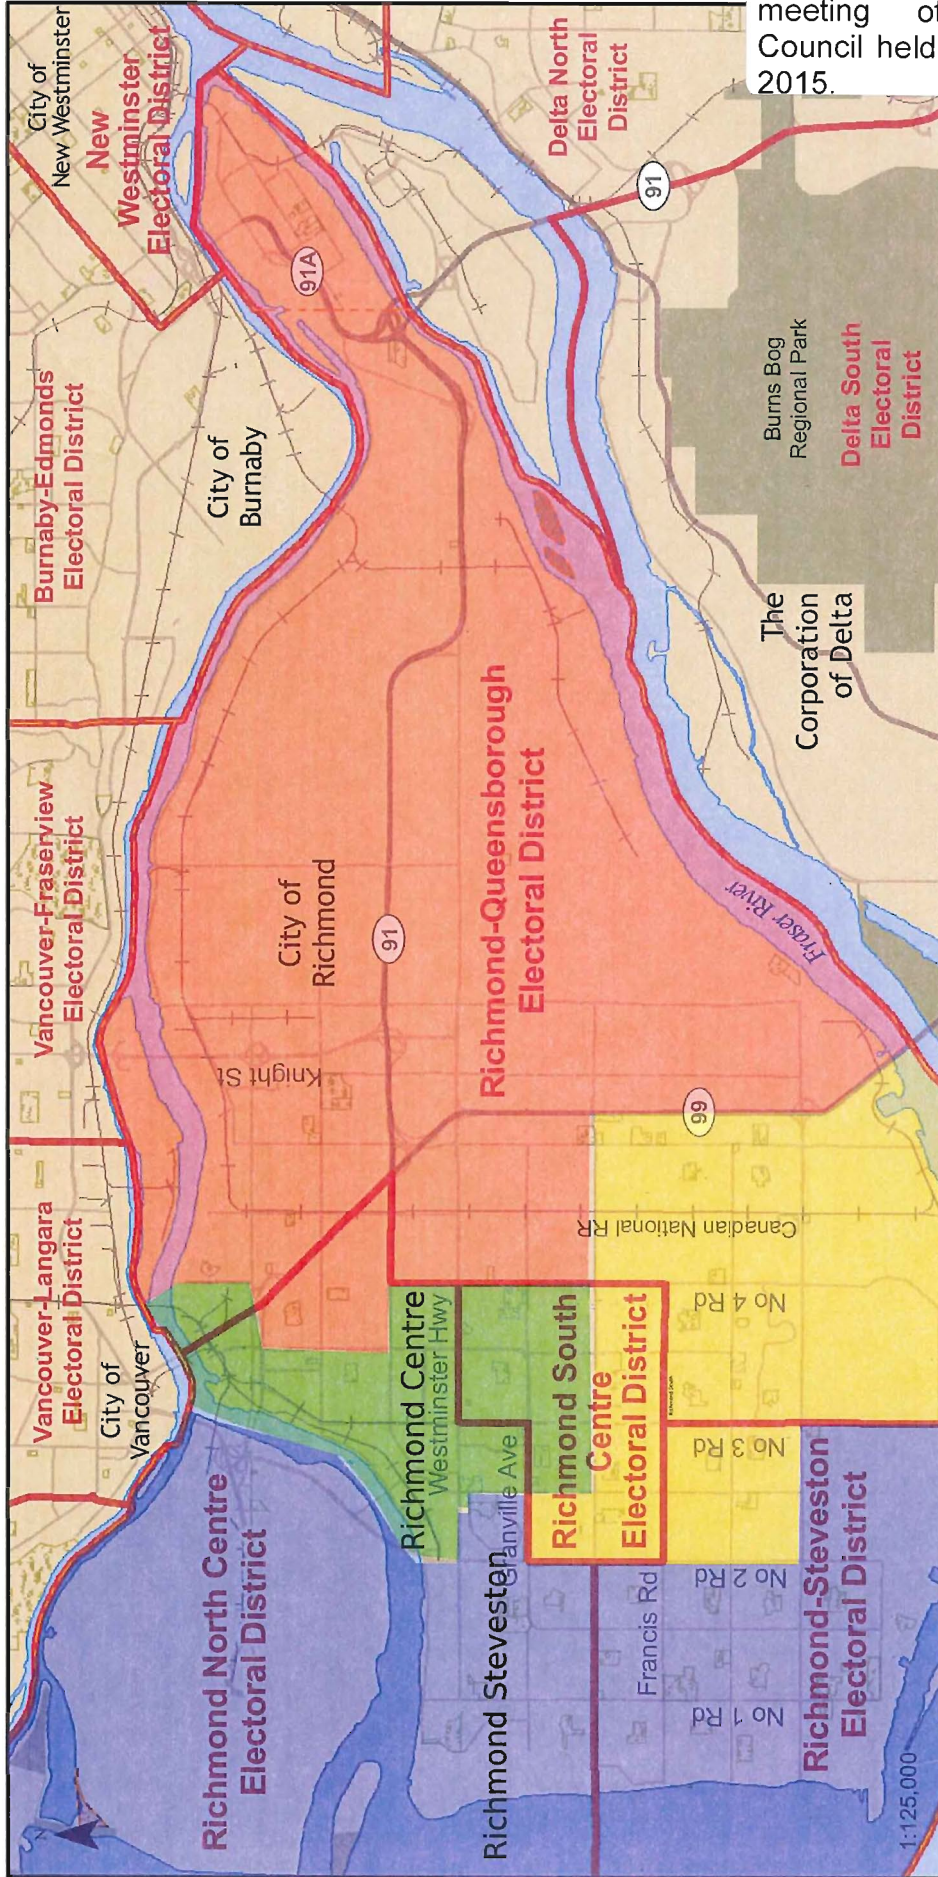 meeting of
Council held
2015.
City of
New Westminster
New
Westminster
Electoral District
Delta North
Electoral
District
91
91A
Burnaby-Edmonds
Electoral District
City of
Burnaby
Burns Bog
Regional Park
Delta South
Electoral
District
The
Corporation
of Delta
Vancouver-Fraserview
Electoral District
City of
Richmond
91
Richmond-Queensborough
Electoral District
Fraser River
Knight St
99
Vancouver-Langara
Electoral District
City of
Vancouver
Canadian National RR
No 4 Rd
Richmond Centre
Westminster Hwy
Richmond South
Centre
Electoral District
No 3 Rd
Granville Ave
Richmond North Centre
Electoral District
Richmond Steveston
No 2 Rd
Francis Rd
No 1 Rd
Richmond-Steveston
Electoral District
N
1:125,000